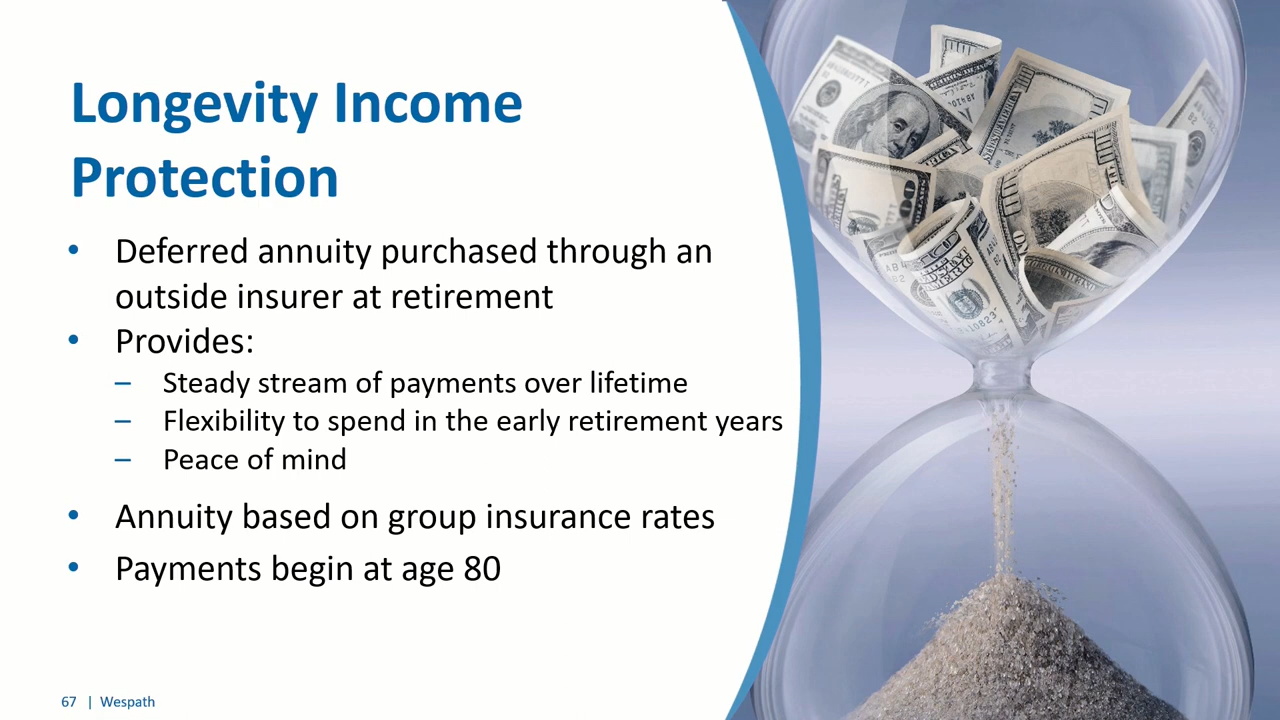 Longevity Income
Protection
• Deferred annuity purchased through an
outside insurer at retirement
• Provides:
– Steady stream of payments over lifetime
– Flexibility to spend in the early retirement years
– Peace of mind
• Annuity based on group insurance rates
• Payments begin at age 80
67 | Wespath